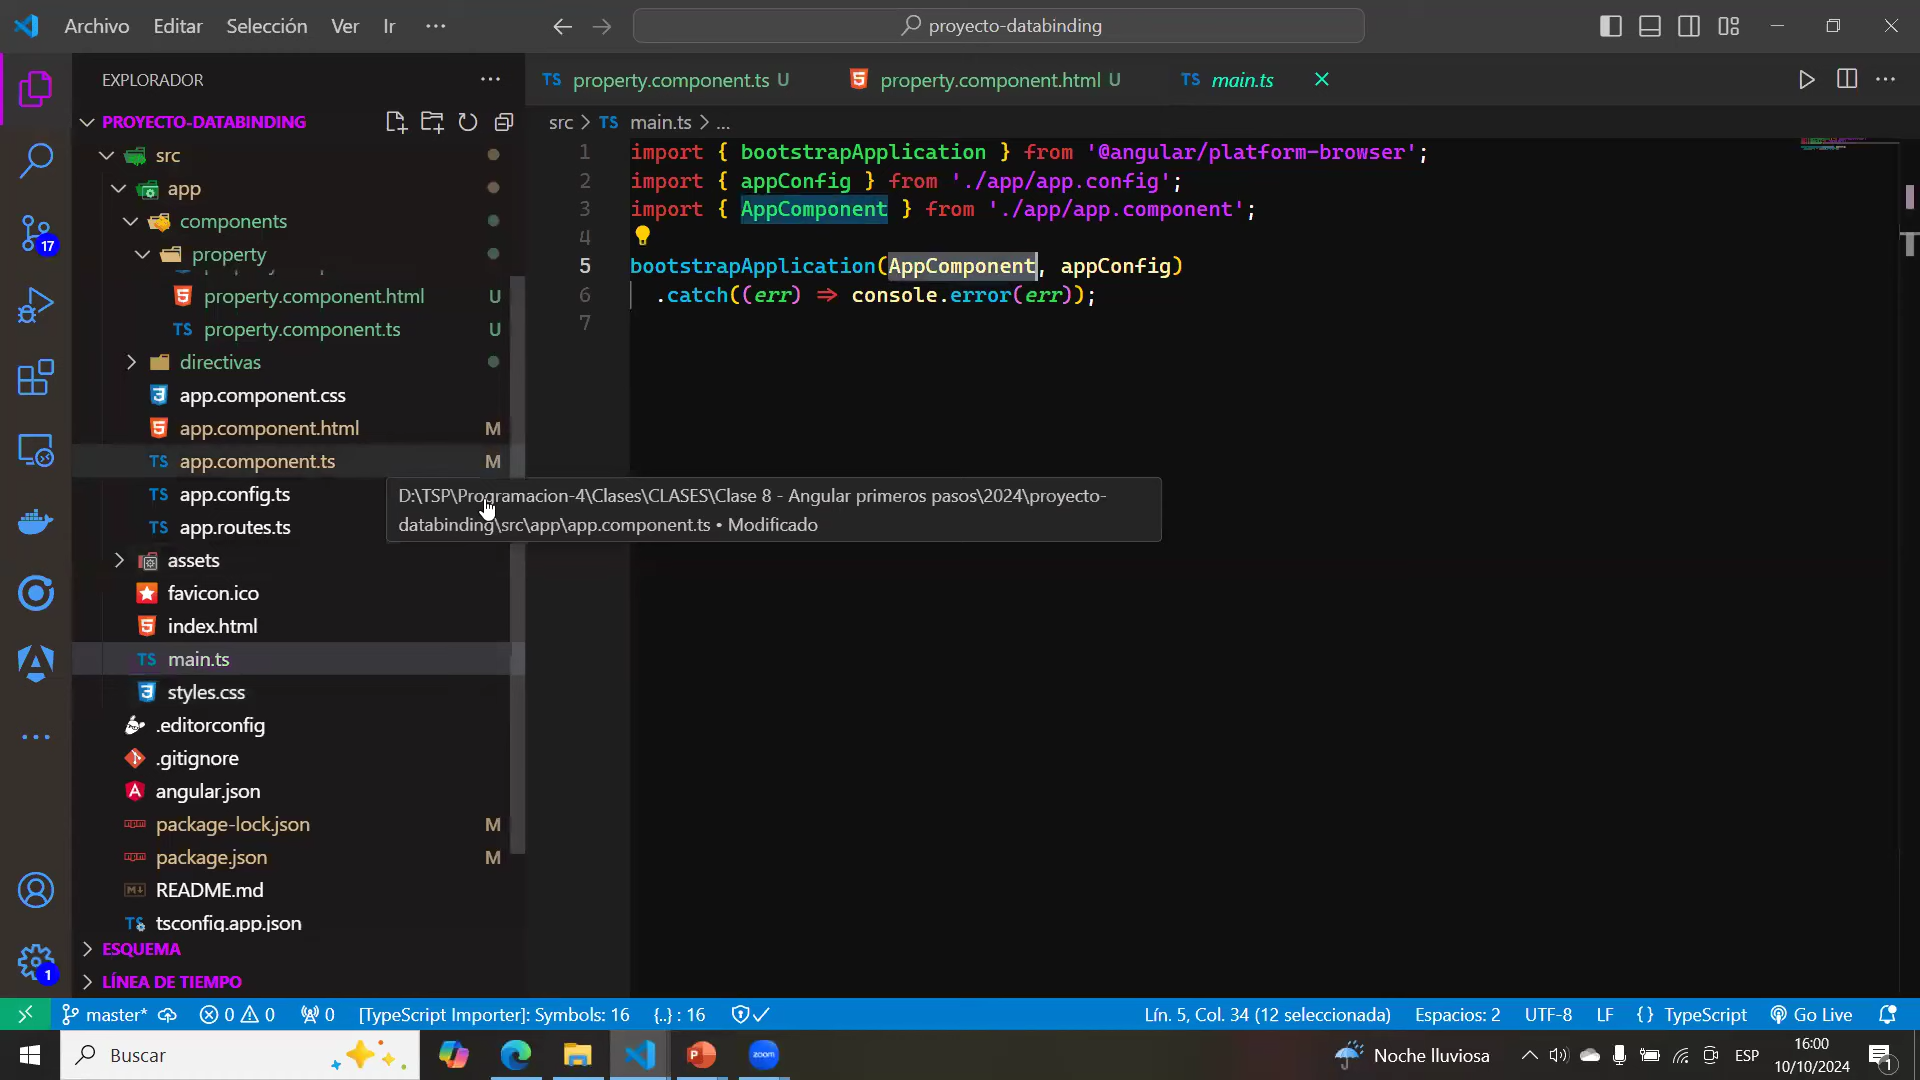 Archivo Editar Selección Ver Ir ···
proyecto-databinding
EXPLORADOR
PROYECTO-DATABINDING
src
app
components
property
property.component.html U
property.component.ts U
directivas
app.component.css
app.component.html M
app.component.ts M
app.config.ts
app.routes.ts
assets
favicon.ico
index.html
main.ts
styles.css
.editorconfig
.gitignore
angular.json
package-lock.json M
package.json M
README.md
tsconfig.app.json
ESQUEMA
LÍNEA DE TIEMPO
17
1
TS property.component.ts U property.component.html U TS main.ts
src > TS main.ts > ...
1 import { bootstrapApplication } from '@angular/platform-browser';
2 import { appConfig } from './app/app.config';
3 import { AppComponent } from './app/app.component';
4
5 bootstrapApplication(AppComponent, appConfig)
6 .catch((err) => console.error(err));
7
D:\TSP\Programacion-4\Clases\CLASES\Clase 8 - Angular primeros pasos\2024\proyecto-
databinding\src\app\app.component.ts • Modificado
master* 0 0 0 [TypeScript Importer]: Symbols: 16 {..} : 16 Lín. 5, Col. 34 (12 seleccionada) Espacios: 2 UTF-8 LF {} TypeScript Go Live
Buscar
zoom
Noche lluviosa ESP
16:00
10/10/2024
1